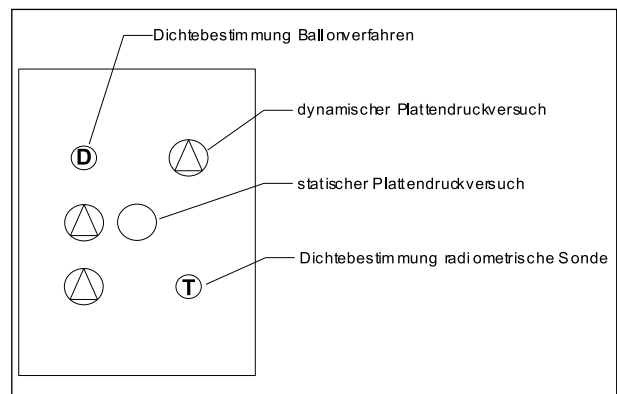 Dichtebestimmung Ballonverfahren
dynamischer Plattendruckversuch
D
statischer Plattendruckversuch
Dichtebestimmung radiometrische Sonde
T